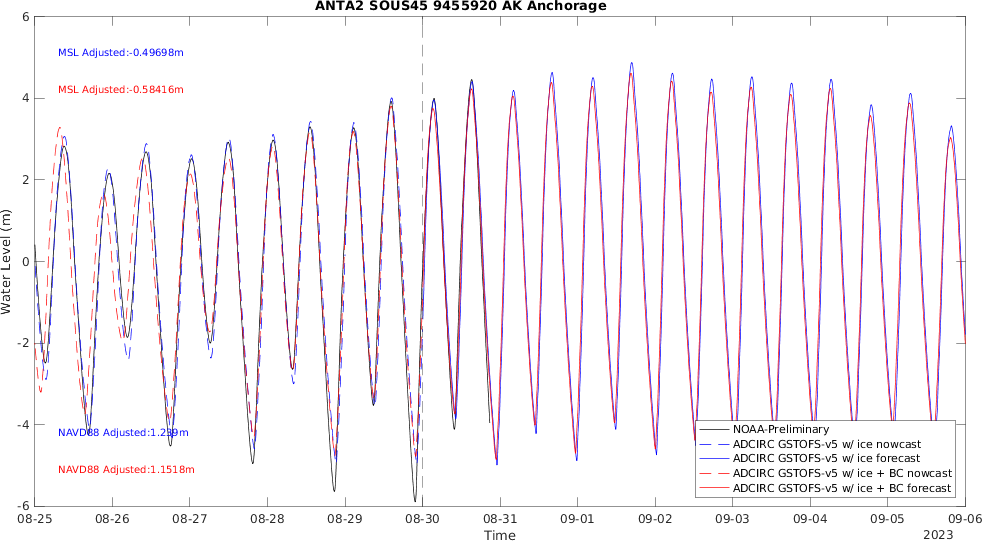 ANTA2 SOUS45 9455920 AK Anchorage
6
4
2
0
-2
-4
-6
Water Level (m)
MSL Adjusted:-0.49698m
MSL Adjusted:-0.58416m
NAVD88 Adjusted:1.239m
NAVD88 Adjusted:1.1518m
NOAA-Preliminary
ADCIRC GSTOFS-v5 w/ ice nowcast
ADCIRC GSTOFS-v5 w/ ice forecast
ADCIRC GSTOFS-v5 w/ ice + BC nowcast
ADCIRC GSTOFS-v5 w/ ice + BC forecast
08-25 08-26 08-27 08-28 08-29 08-30 08-31 09-01 09-02 09-03 09-04 09-05 09-06
Time
2023